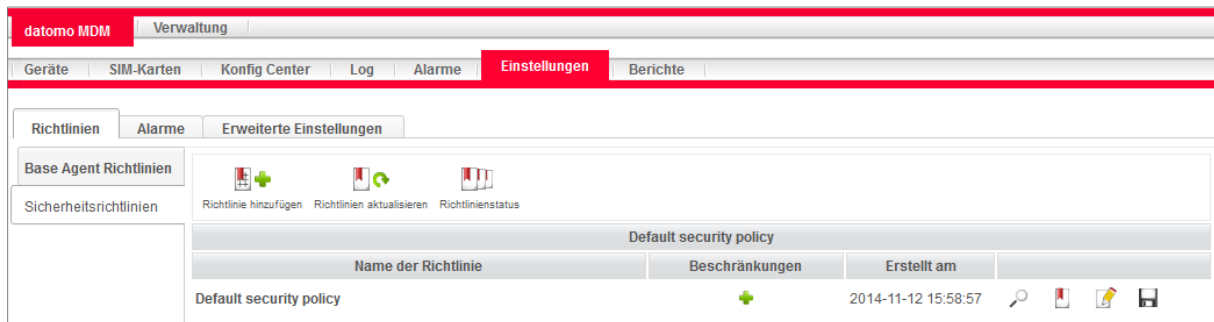 datomo MDM Verwaltung
Geräte SIM-Karten Konfig Center Log Alarme Einstellungen Berichte
Richtlinien Alarme Erweiterte Einstellungen
Base Agent Richtlinien
Sicherheitsrichtlinien
Richtlinie hinzufügen Richtlinien aktualisieren Richtlinienstatus
Default security policy
Name der Richtlinie Beschränkungen Erstellt am
Default security policy 2014-11-12 15:58:57